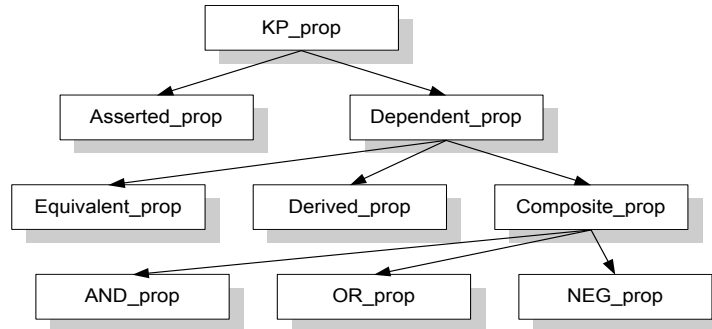 KP_prop
Asserted_prop
Dependent_prop
Equivalent_prop
Derived_prop
Composite_prop
AND_prop
OR_prop
NEG_prop